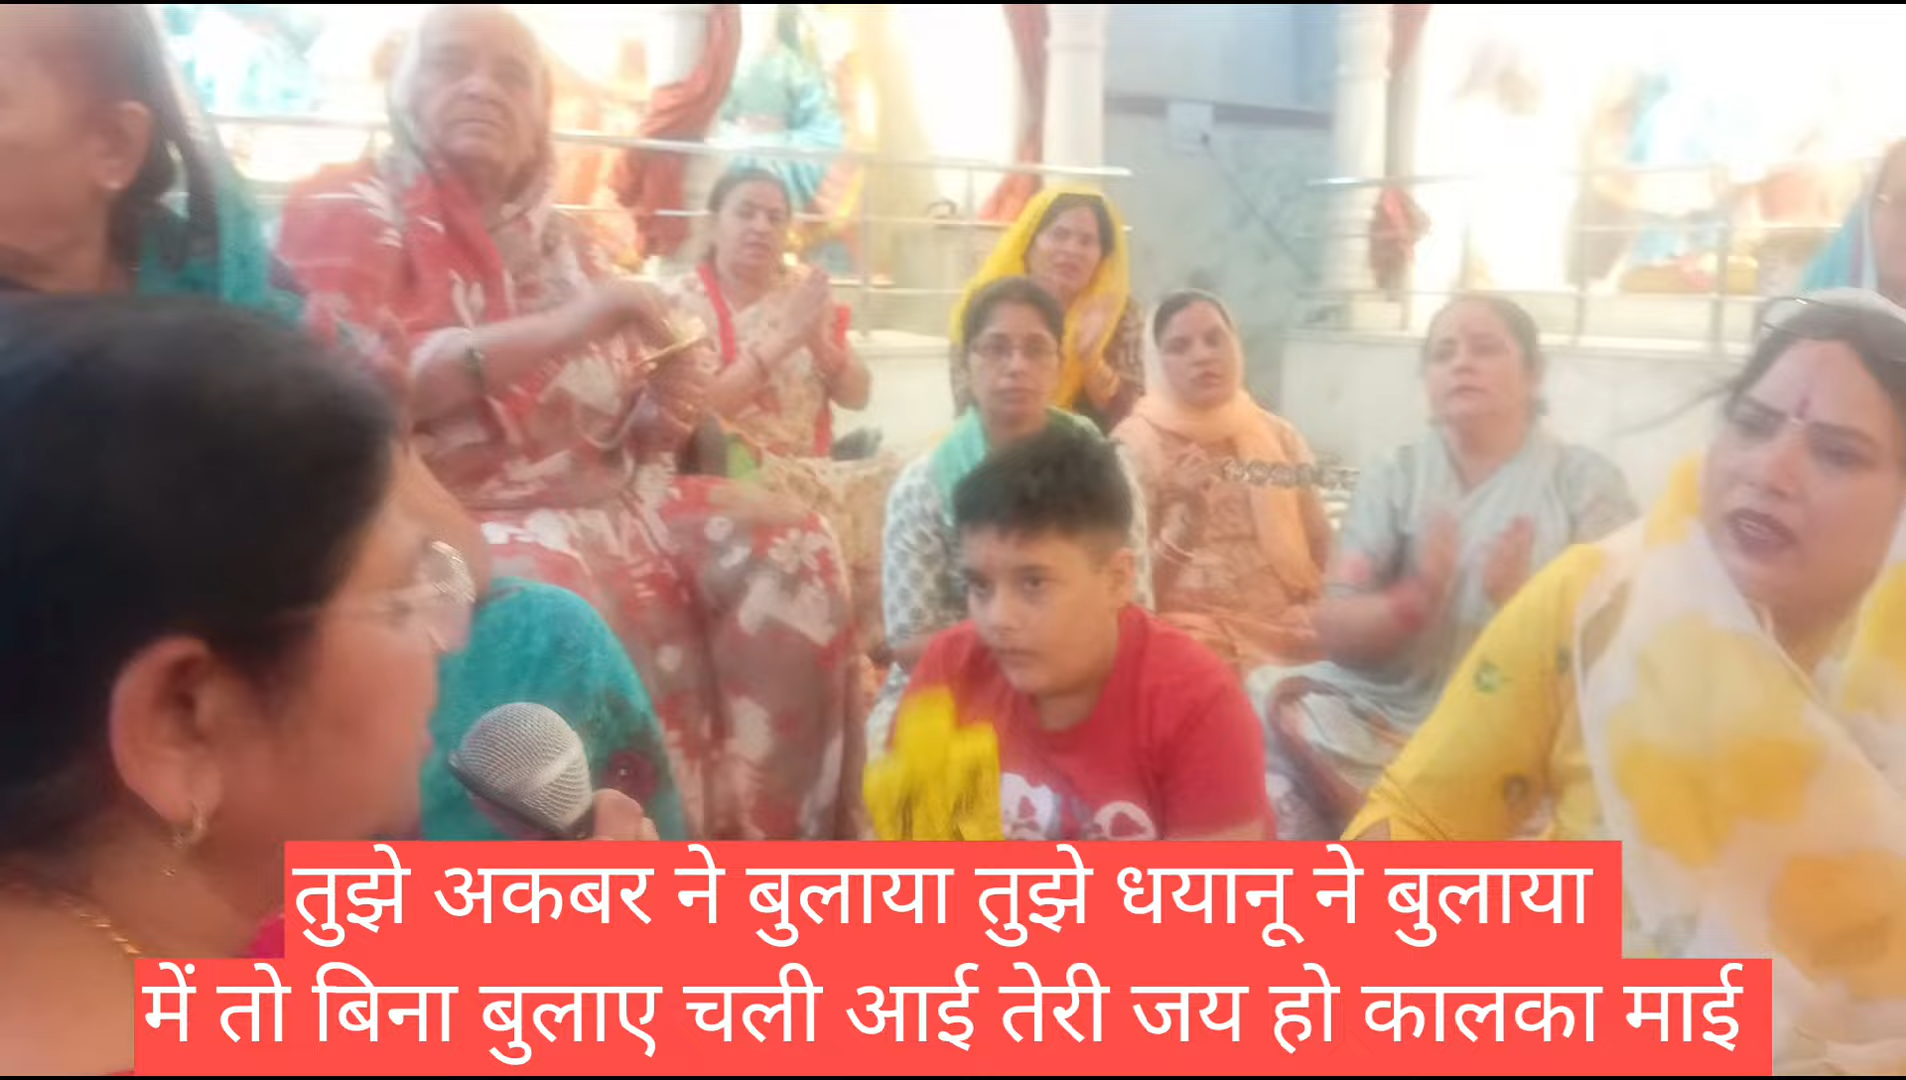 तुझे अकबर ने बुलाया तुझे धयानू ने बुलाया
में तो बिना बुलाए चली आई तेरी जय हो कालका माई